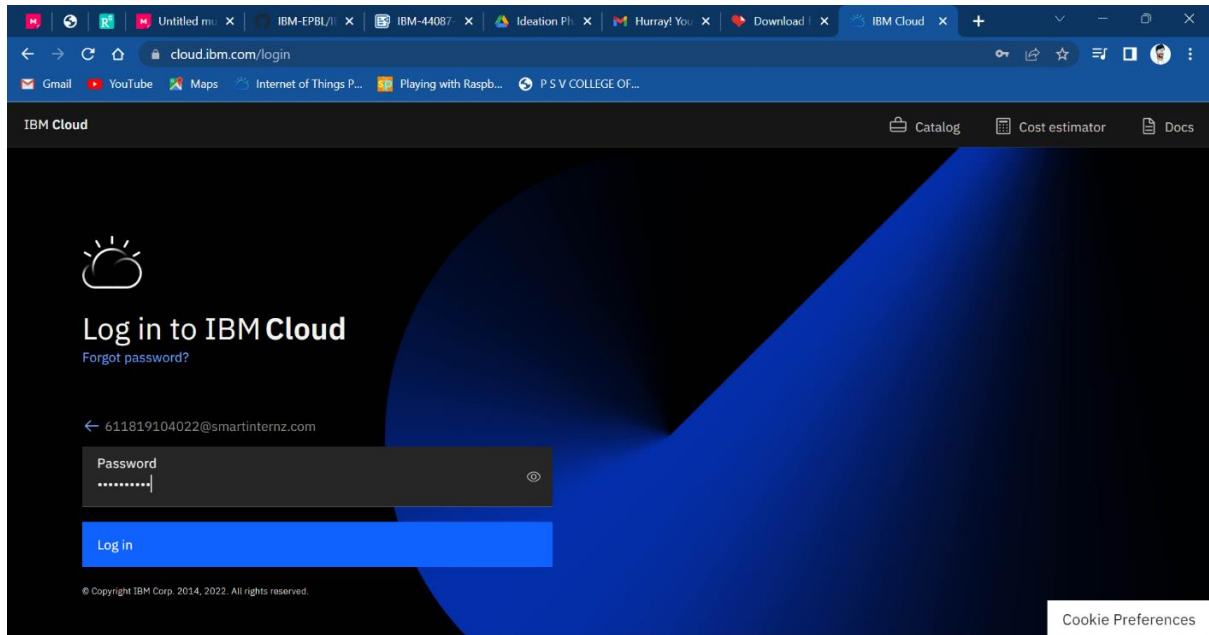 Untitled mu
IBM-EPBL/I
IBM-44087-
Ideation Ph
Hurray! You
Download f
IBM Cloud
cloud.ibm.com/login
Gmail
YouTube
Maps
Internet of Things P...
Playing with Raspb...
P S V COLLEGE OF...
IBM Cloud
Catalog
Cost estimator
Docs
Log in to IBM Cloud
Forgot password?
611819104022@smartinternz.com
Password
••••••••••
Log in
© Copyright IBM Corp. 2014, 2022. All rights reserved.
Cookie Preferences